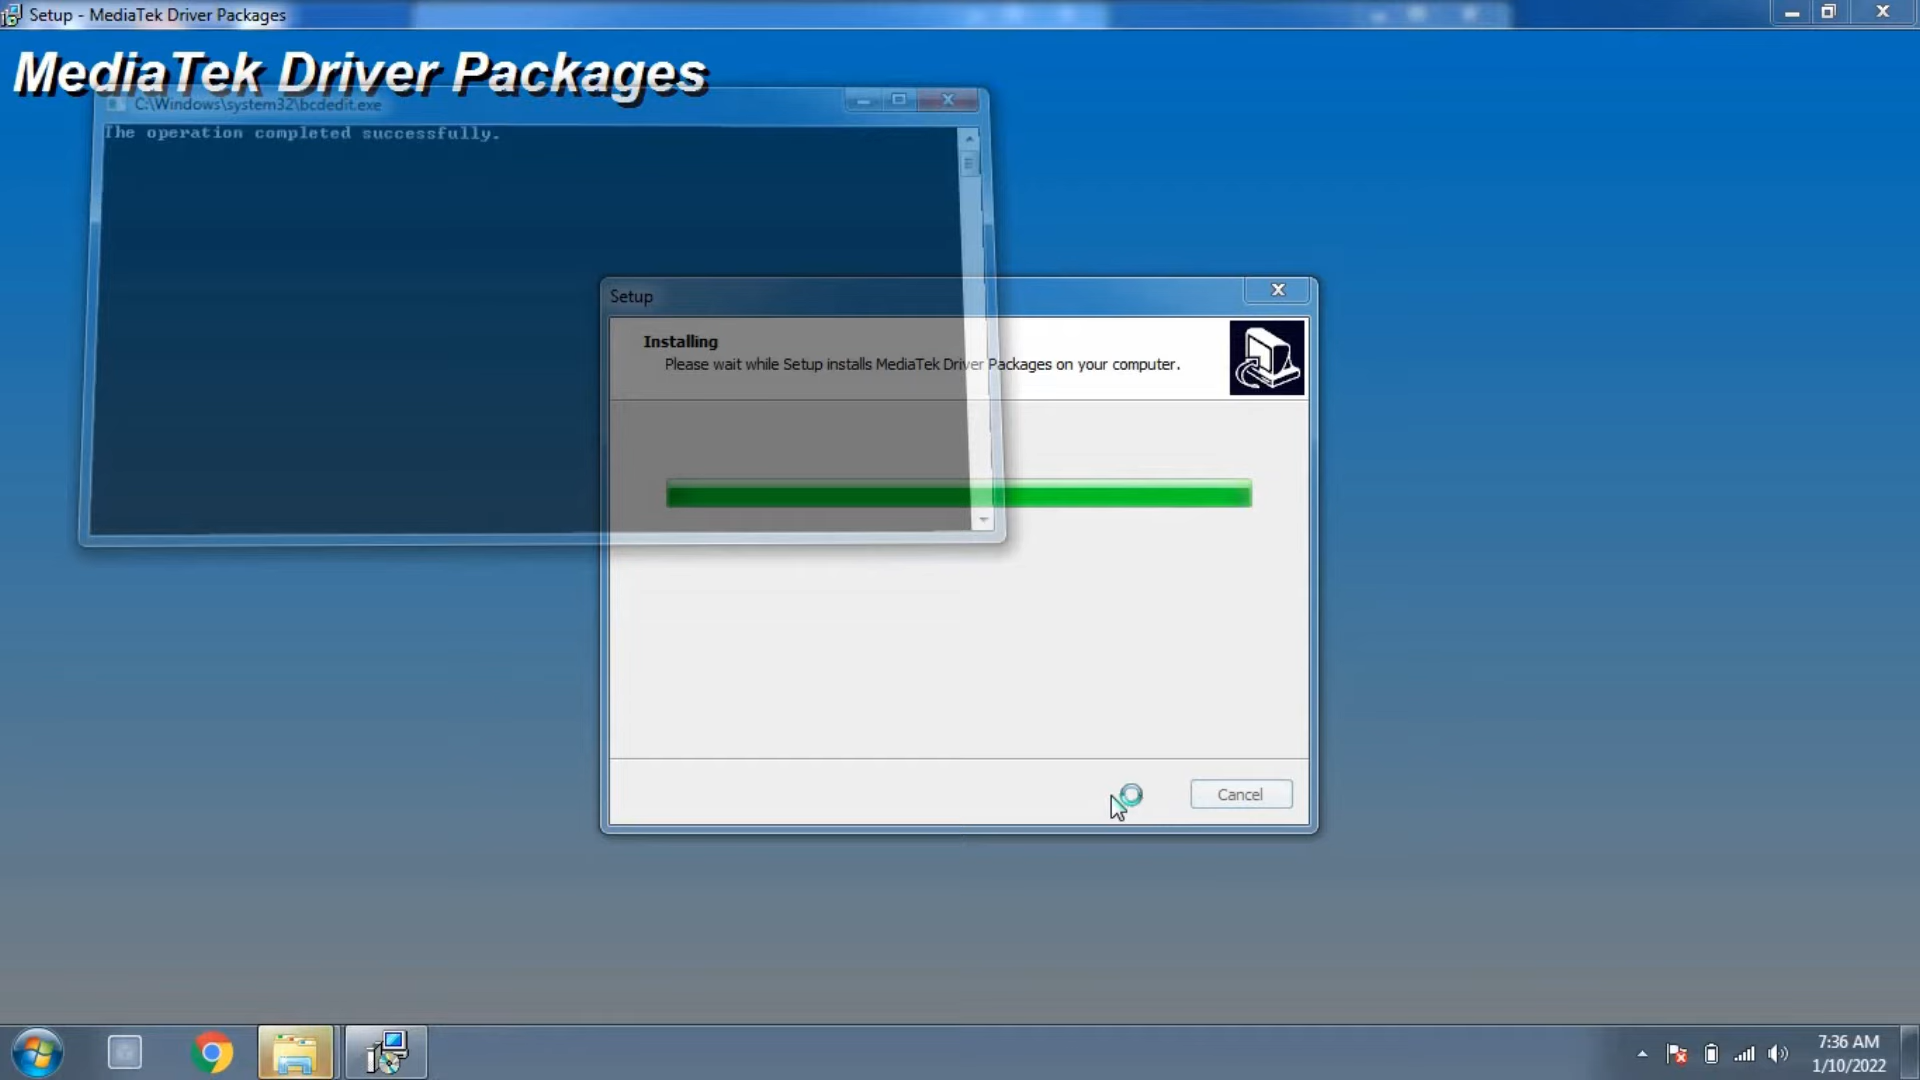 Setup - MediaTek Driver Packages
MediaTek Driver Packages
C:\Windows\system32\bcdedit.exe
The operation completed successfully.
Setup
Installing
Please wait while Setup installs MediaTek Driver Packages on your computer.
Cancel
7:36 AM
1/10/2022